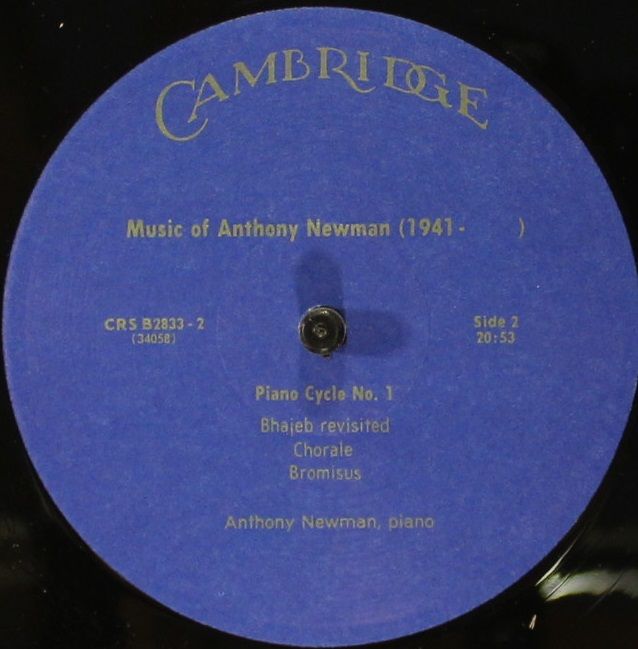 CAMBRIDGE
Music of Anthony Newman (1941-    )
CRS B2833-2
(34058)
Side 2
20:53
Piano Cycle No. 1
Bhajeb revisited
Chorale
Bromisus
Anthony Newman, piano